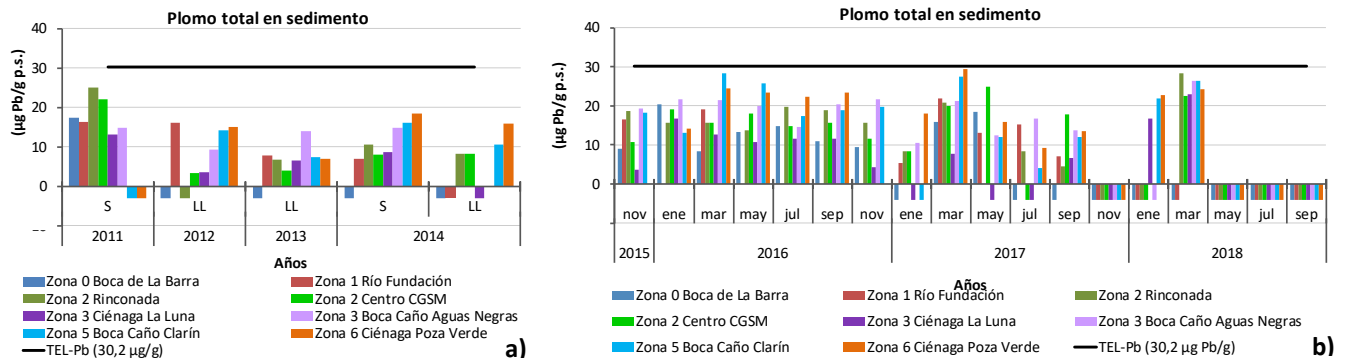 Plomo total en sedimento
(µg Pb/g p.s.)
40
30
20
10
0
S LL LL S LL
2011 2012 2013 2014
Años
Zona 0 Boca de La Barra Zona 1 Río Fundación
Zona 2 Rinconada Zona 2 Centro CGSM
Zona 3 Ciénaga La Luna Zona 3 Boca Caño Aguas Negras
Zona 5 Boca Caño Clarín Zona 6 Ciénaga Poza Verde
TEL-Pb (30,2 µg/g)
a)
Plomo total en sedimento
(µg Pb/g p.s.)
40
30
20
10
0
nov ene mar may jul sep nov ene mar may jul sep nov ene mar may jul sep
2015 2016 2017 2018
Años
Zona 0 Boca de La Barra Zona 1 Río Fundación Zona 2 Rinconada
Zona 2 Centro CGSM Zona 3 Ciénaga La Luna Zona 3 Boca Caño Aguas Negras
Zona 5 Boca Caño Clarín Zona 6 Ciénaga Poza Verde TEL-Pb (30,2 µg Pb/g)
b)